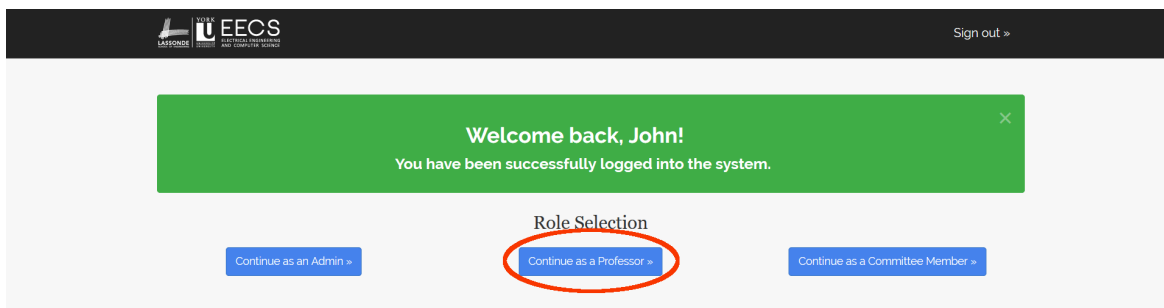 LASSONDE
YORK
U
EECS
ELECTRICAL ENGINEERING
AND COMPUTER SCIENCE
Sign out »
Welcome back, John!
×
You have been successfully logged into the system.
Role Selection
Continue as an Admin »
Continue as a Professor »
Continue as a Committee Member »